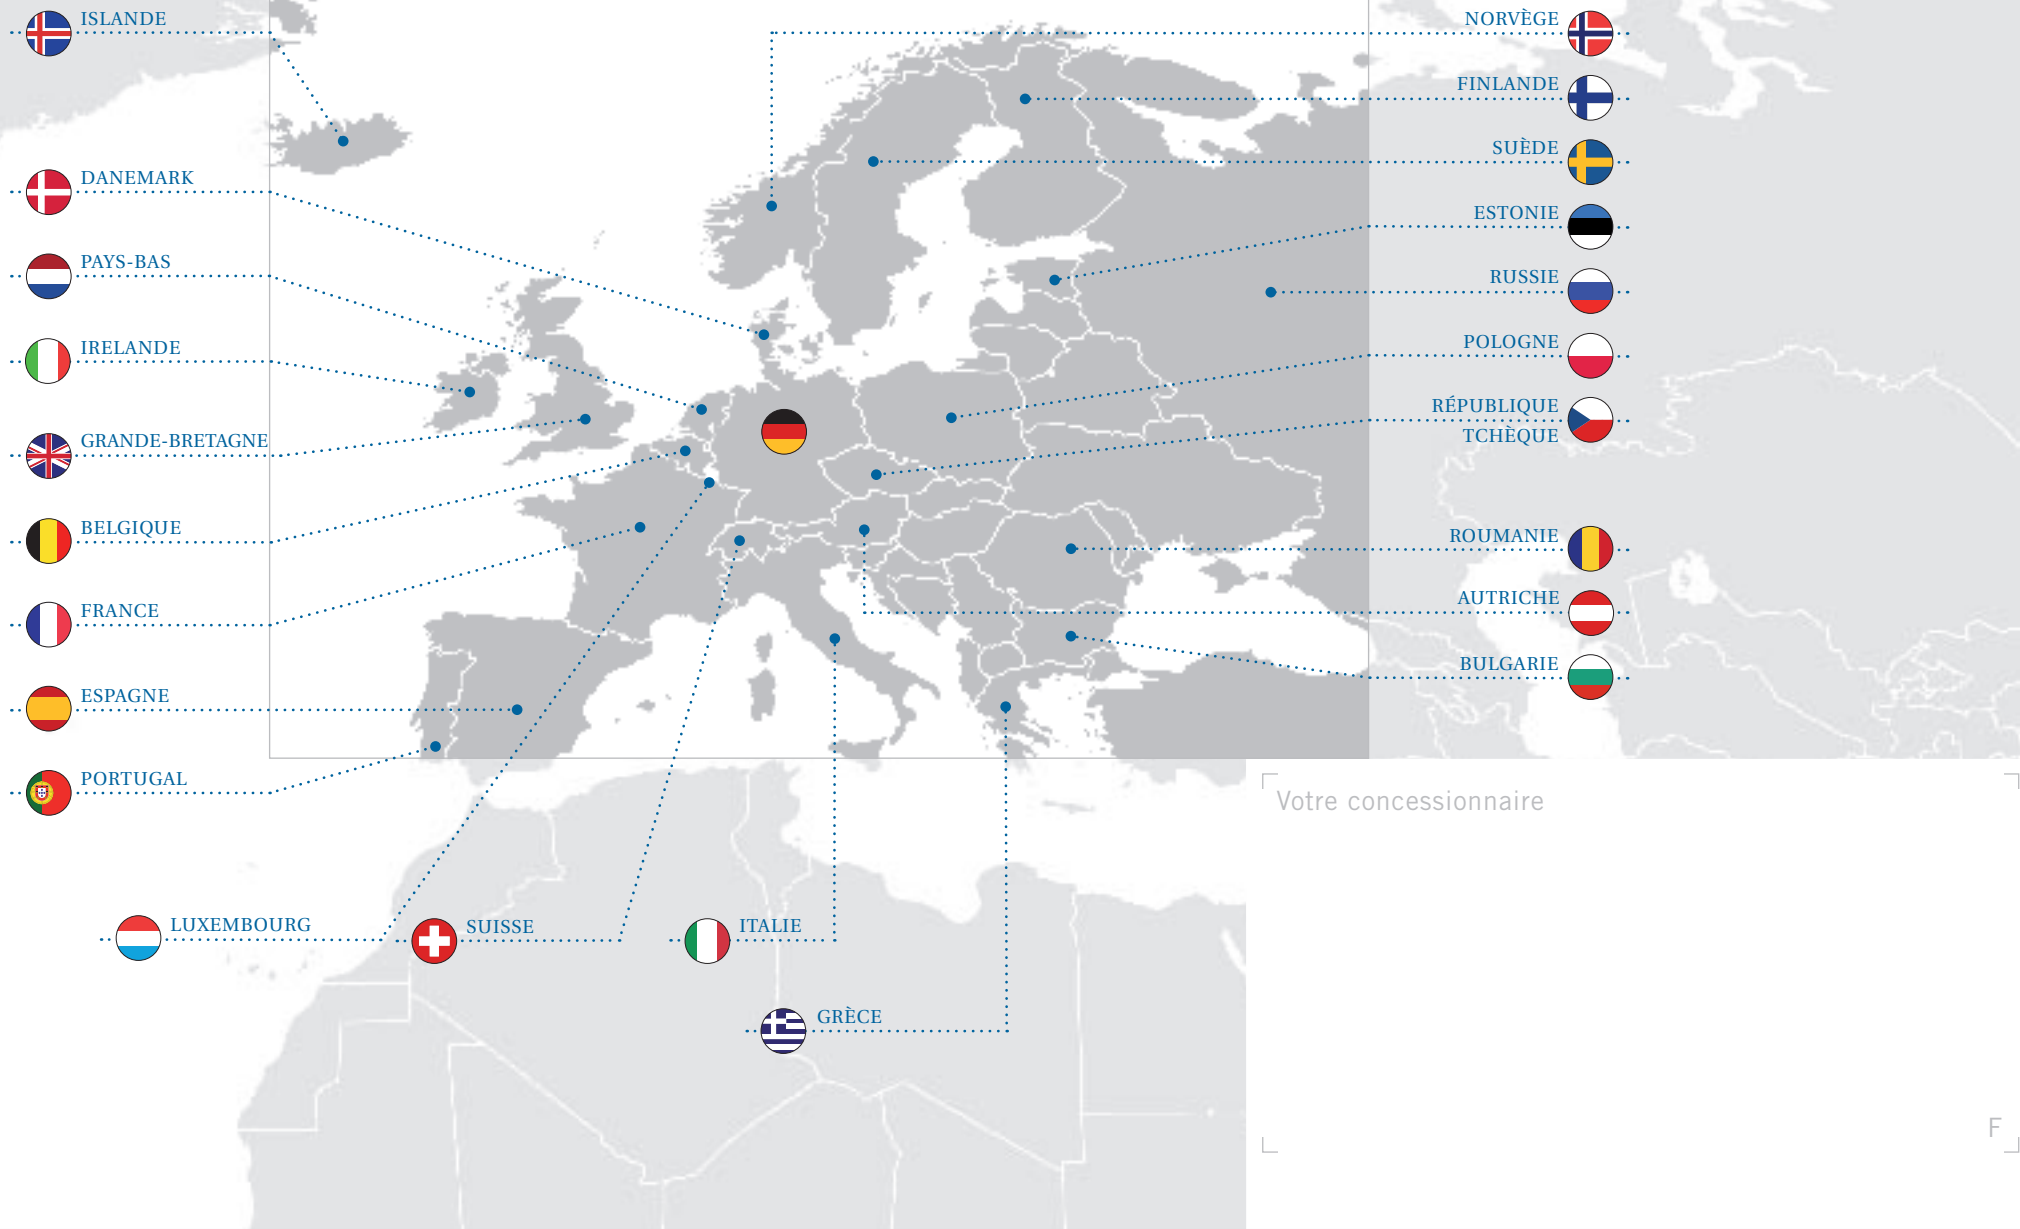 ISLANDE
DANEMARK
PAYS-BAS
IRELANDE
GRANDE-BRETAGNE
BELGIQUE
FRANCE
ESPAGNE
PORTUGAL
LUXEMBOURG
SUISSE
ITALIE
GRÈCE
NORVÈGE
FINLANDE
SUÈDE
ESTONIE
RUSSIE
POLOGNE
RÉPUBLIQUE
TCHÈQUE
ROUMANIE
AUTRICHE
BULGARIE
Votre concessionnaire
F